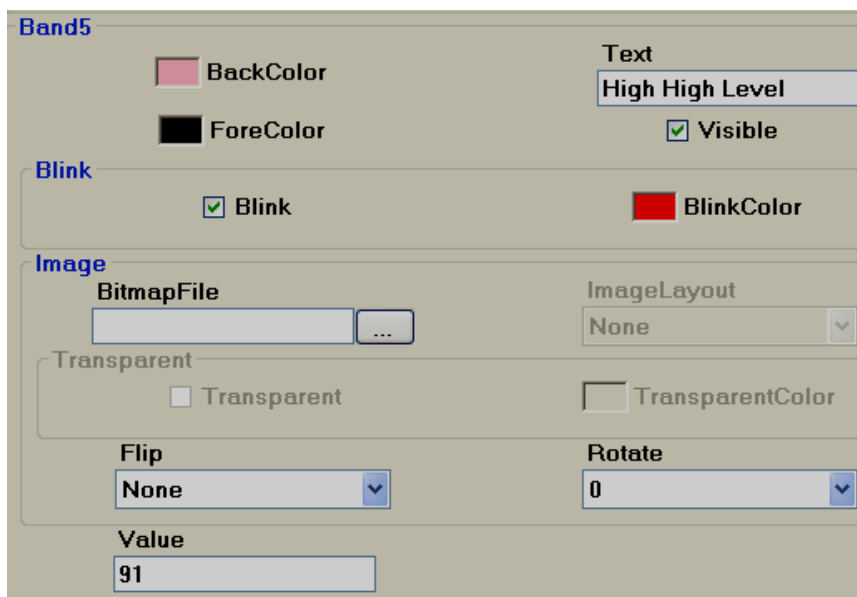 Band5
BackColor
Text
High High Level
ForeColor
Visible
Blink
Blink
BlinkColor
Image
BitmapFile
ImageLayout
...
None
Transparent
Transparent
TransparentColor
Flip
Rotate
None
0
Value
91